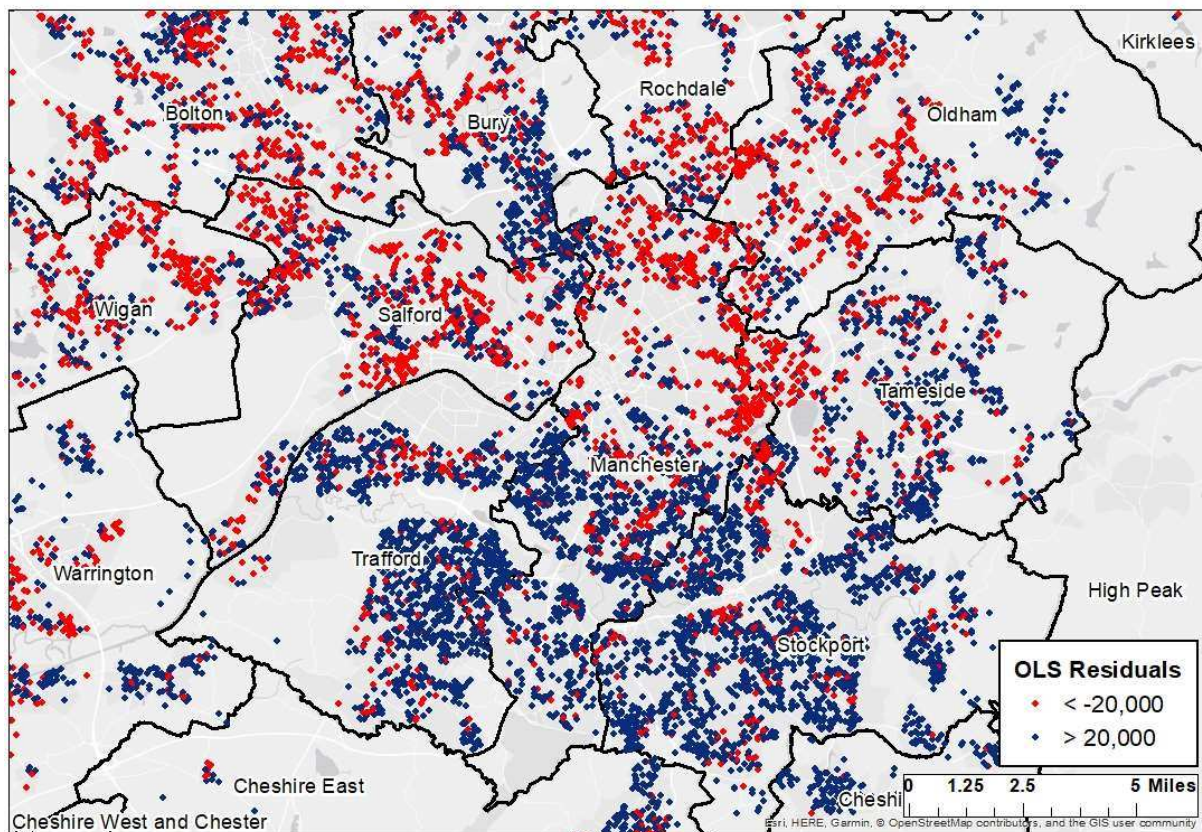 Kirklees
Rochdale
Oldham
Bolton
Bury
Wigan
Salford
Tameside
Manchester
Trafford
Warrington
High Peak
Stockport
OLS Residuals
< -20,000
> 20,000
Cheshire East
Cheshi
0 1.25 2.5 5 Miles
Cheshire West and Chester
Esri, HERE, Garmin, © OpenStreetMap contributors, and the GIS user community